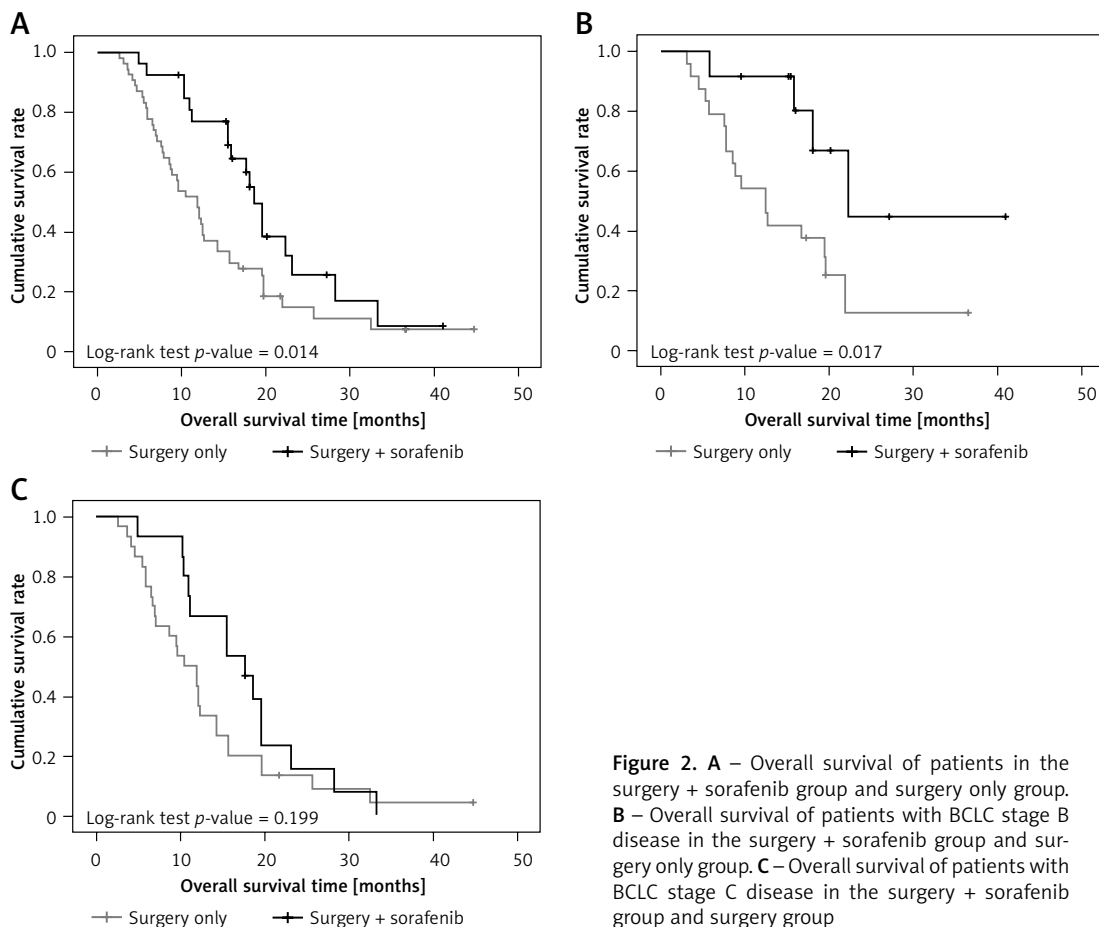 A
Cumulative survival rate
1.0
0.8
0.6
0.4
0.2
0
Log-rank test p-value = 0.014
0 10 20 30 40 50
Overall survival time [months]
Surgery only Surgery + sorafenib
B
Cumulative survival rate
1.0
0.8
0.6
0.4
0.2
0
Log-rank test p-value = 0.017
0 10 20 30 40 50
Overall survival time [months]
Surgery only Surgery + sorafenib
C
Cumulative survival rate
1.0
0.8
0.6
0.4
0.2
0
Log-rank test p-value = 0.199
0 10 20 30 40 50
Overall survival time [months]
Surgery only Surgery + sorafenib
Figure 2. A – Overall survival of patients in the
surgery + sorafenib group and surgery only group.
B – Overall survival of patients with BCLC stage B
disease in the surgery + sorafenib group and sur-
gery only group. C – Overall survival of patients with
BCLC stage C disease in the surgery + sorafenib
group and surgery group